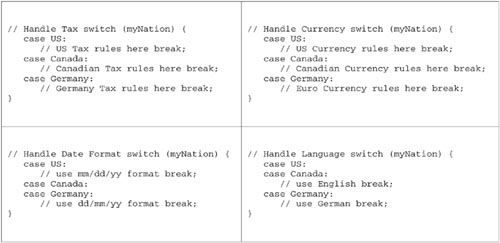 // Handle Tax switch (myNation) {
case US:
// US Tax rules here break;
case Canada:
// Canadian Tax rules here break;
case Germany:
// Germany Tax rules here break;
}
// Handle Currency switch (myNation) {
case US:
// US Currency rules here break;
case Canada:
// Canadian Currency rules here break;
case Germany:
// Euro Currency rules here break;
}
// Handle Date Format switch (myNation) {
case US:
// use mm/dd/yy format break;
case Canada:
case Germany:
// use dd/mm/yy format break;
}
// Handle Language switch (myNation) {
case US:
case Canada:
// use English break;
case Germany:
// use German break;
}